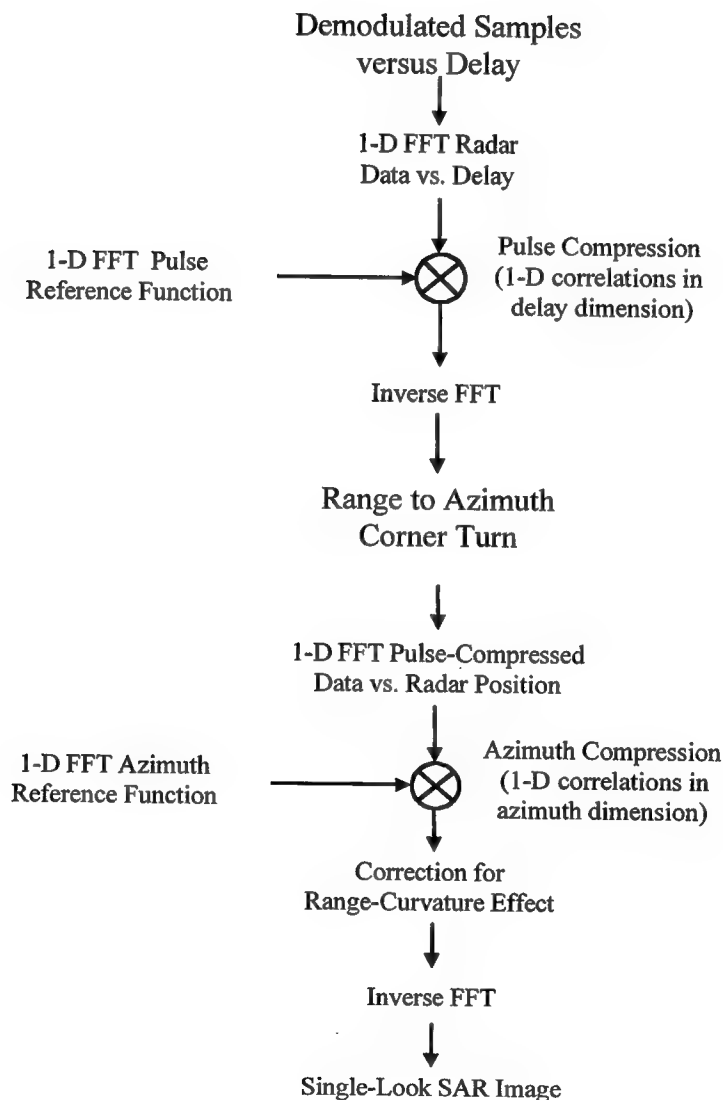 Demodulated Samples
versus Delay
1-D FFT Radar
Data vs. Delay
1-D FFT Pulse
Reference Function
Pulse Compression
(1-D correlations in
delay dimension)
Inverse FFT
Range to Azimuth
Corner Turn
1-D FFT Pulse-Compressed
Data vs. Radar Position
1-D FFT Azimuth
Reference Function
Azimuth Compression
(1-D correlations in
azimuth dimension)
Correction for
Range-Curvature Effect
Inverse FFT
Single-Look SAR Image